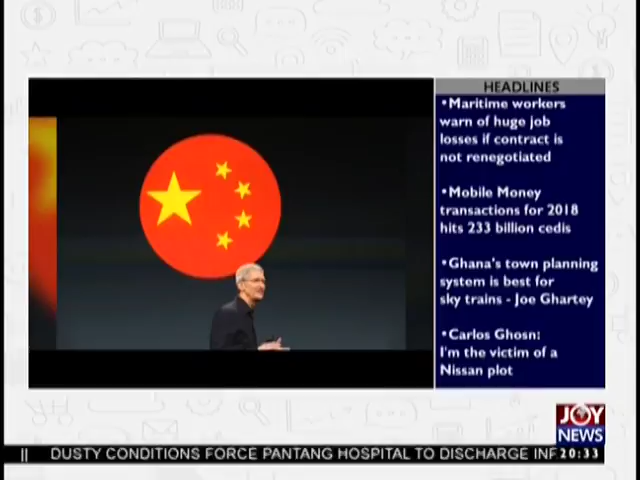 HEADLINES
•Maritime workers
warn of huge job
losses if contract is
not renegotiated
•Mobile Money
transactions for 2018
hits 233 billion cedis
•Ghana's town planning
system is best for
sky trains - Joe Ghartey
•Carlos Ghosn:
I'm the victim of a
Nissan plot
JOY
NEWS
|| DUSTY CONDITIONS FORCE PANTANG HOSPITAL TO DISCHARGE INF
20:33